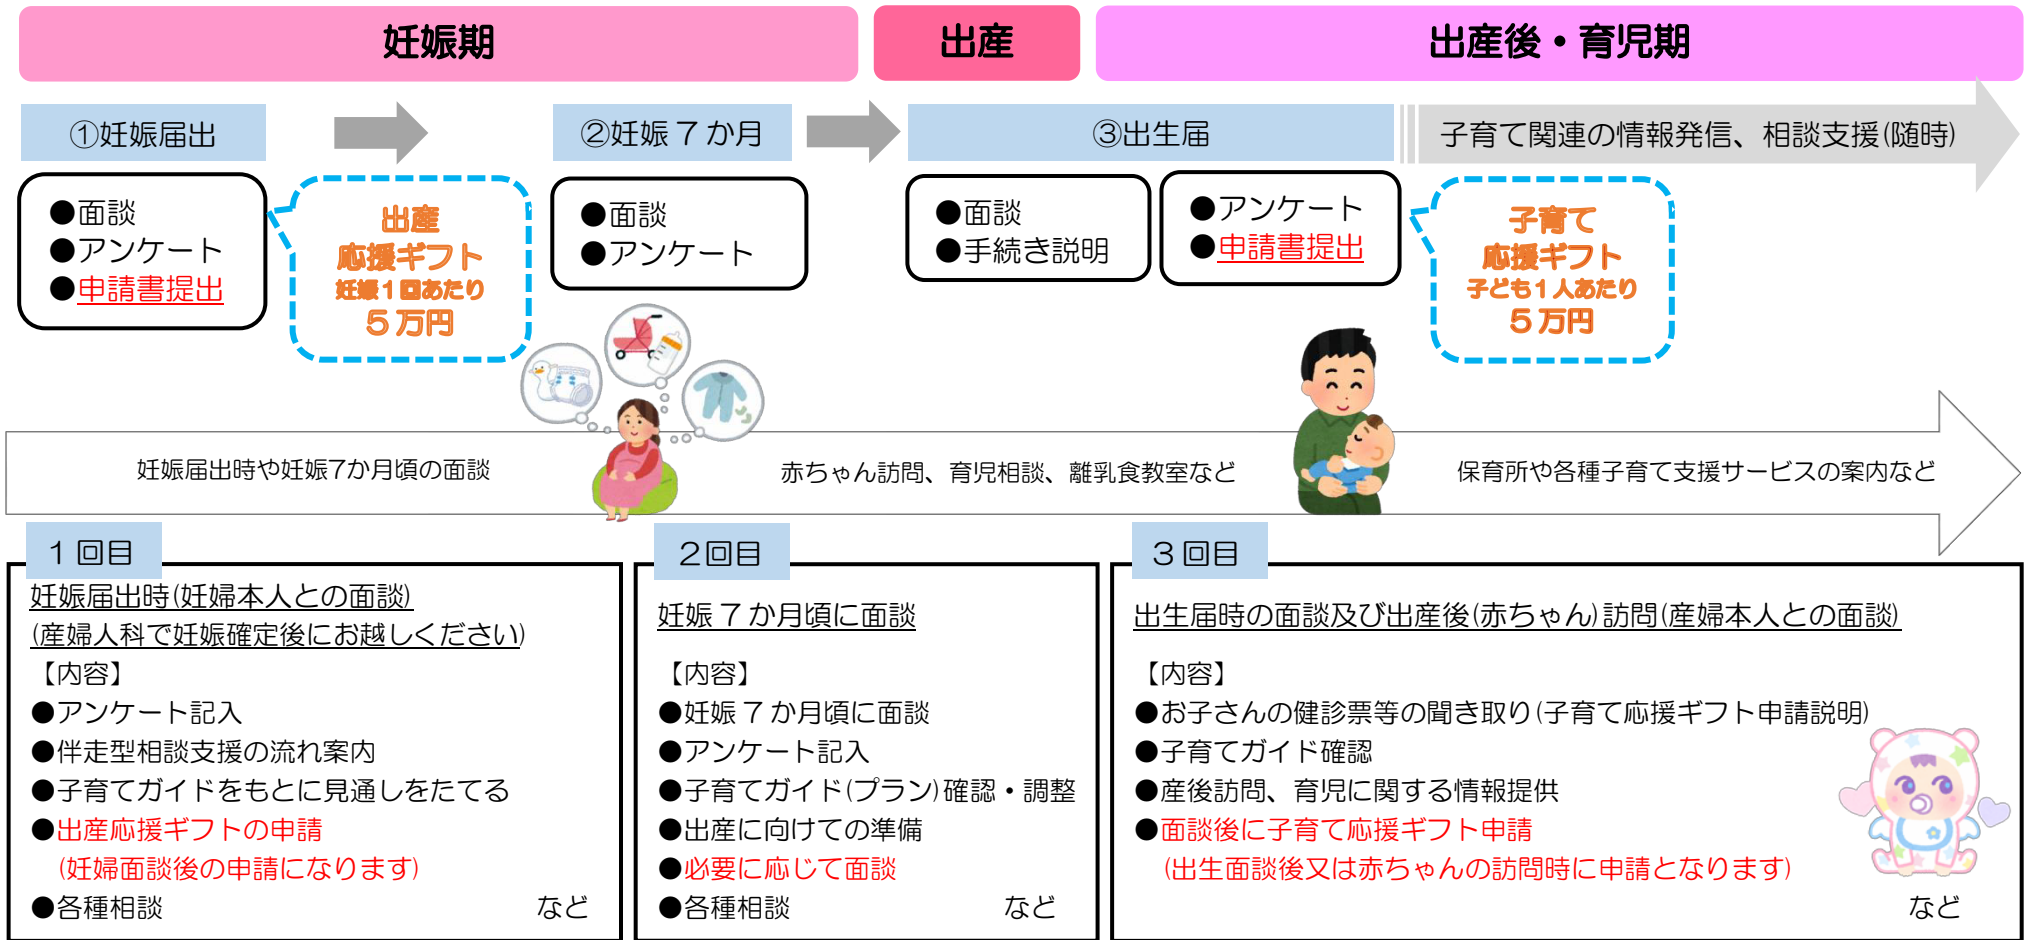 妊娠期
出産
出産後・育児期
①妊娠届出
②妊娠７か月
③出生届
子育て関連の情報発信、相談支援(随時)
●面談
●アンケート
●申請書提出
出産
応援ギフト
妊娠１回あたり
５万円
●面談
●アンケート
●面談
●手続き説明
●アンケート
●申請書提出
子育て
応援ギフト
子ども１人あたり
５万円
妊娠届出時や妊娠7か月頃の面談
赤ちゃん訪問、育児相談、離乳食教室など
保育所や各種子育て支援サービスの案内など
１回目
妊娠届出時(妊婦本人との面談)
(産婦人科で妊娠確定後にお越しください)
【内容】
●アンケート記入
●伴走型相談支援の流れ案内
●子育てガイドをもとに見通しをたてる
●出産応援ギフトの申請
(妊婦面談後の申請になります)
●各種相談　など
２回目
妊娠７か月頃に面談
【内容】
●妊娠７か月頃に面談
●アンケート記入
●子育てガイド(プラン)確認・調整
●出産に向けての準備
●必要に応じて面談
●各種相談　など
３回目
出生届時の面談及び出産後(赤ちゃん)訪問(産婦本人との面談)
【内容】
●お子さんの健診票等の聞き取り(子育て応援ギフト申請説明)
●子育てガイド確認
●産後訪問、育児に関する情報提供
●面談後に子育て応援ギフト申請
(出生面談後又は赤ちゃんの訪問時に申請となります)
など